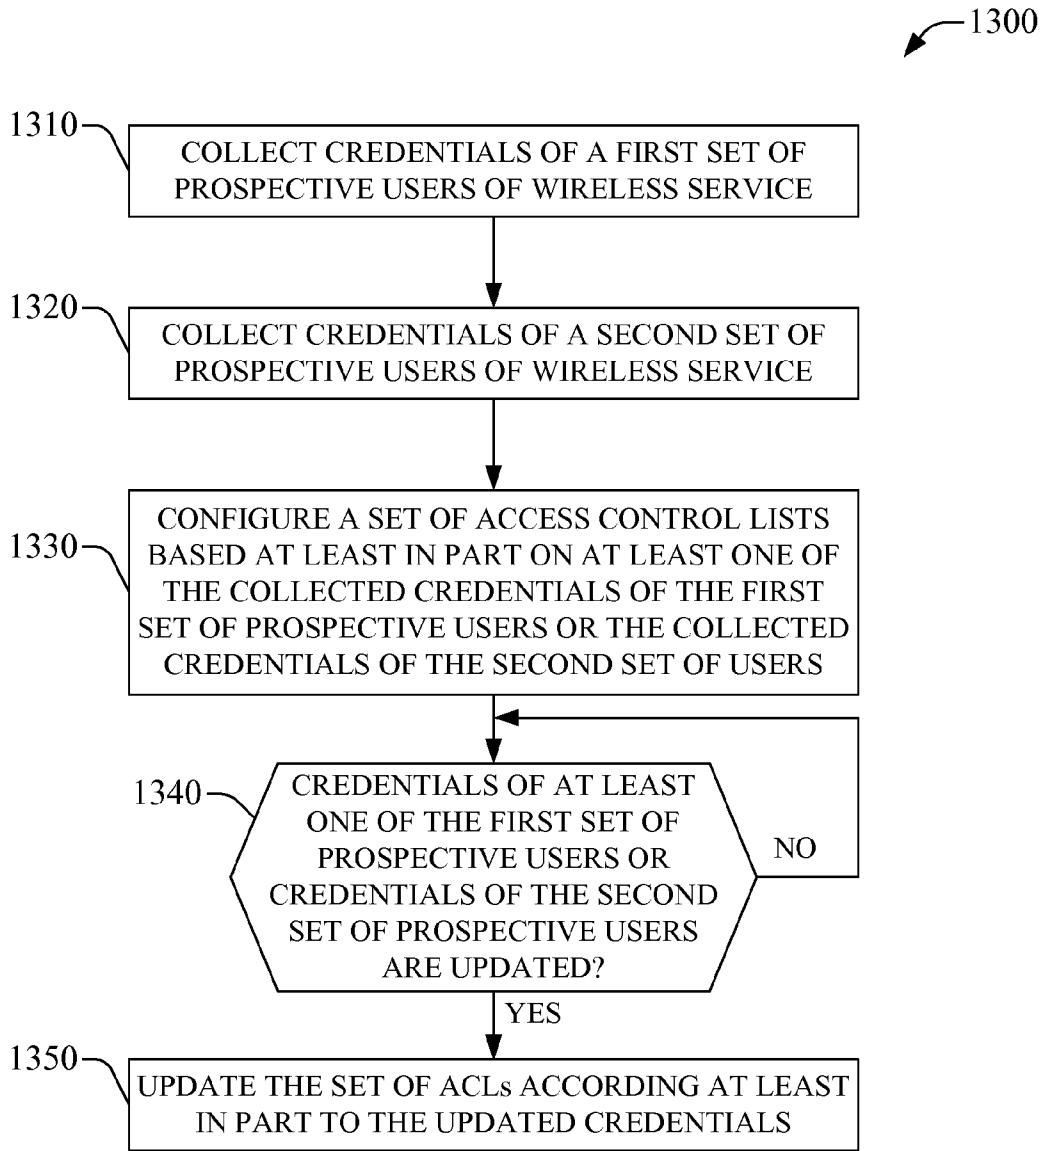 1300
1310
COLLECT CREDENTIALS OF A FIRST SET OF
PROSPECTIVE USERS OF WIRELESS SERVICE
1320
COLLECT CREDENTIALS OF A SECOND SET OF
PROSPECTIVE USERS OF WIRELESS SERVICE
1330
CONFIGURE A SET OF ACCESS CONTROL LISTS
BASED AT LEAST IN PART ON AT LEAST ONE OF
THE COLLECTED CREDENTIALS OF THE FIRST
SET OF PROSPECTIVE USERS OR THE COLLECTED
CREDENTIALS OF THE SECOND SET OF USERS
1340
CREDENTIALS OF AT LEAST
ONE OF THE FIRST SET OF
PROSPECTIVE USERS OR
CREDENTIALS OF THE SECOND
SET OF PROSPECTIVE USERS
ARE UPDATED?
NO
YES
1350
UPDATE THE SET OF ACLs ACCORDING AT LEAST
IN PART TO THE UPDATED CREDENTIALS